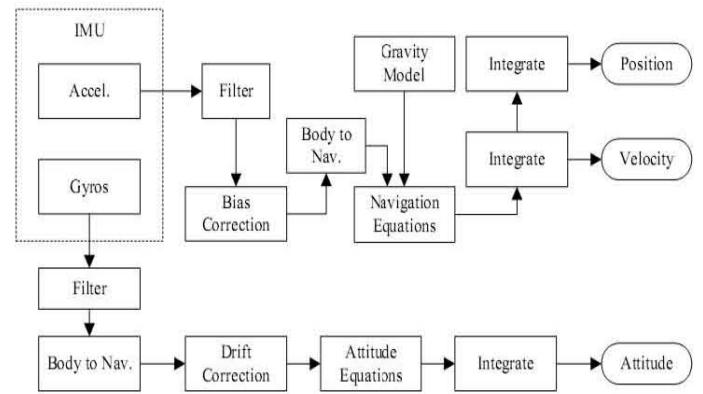 IMU
Accel.
Filter
Gravity
Model
Integrate
Position
Body to
Nav.
Integrate
Velocity
Gyros
Bias
Correction
Navigation
Equations
Filter
Body to Nav.
Drift
Correction
Attitude
Equations
Integrate
Attitude